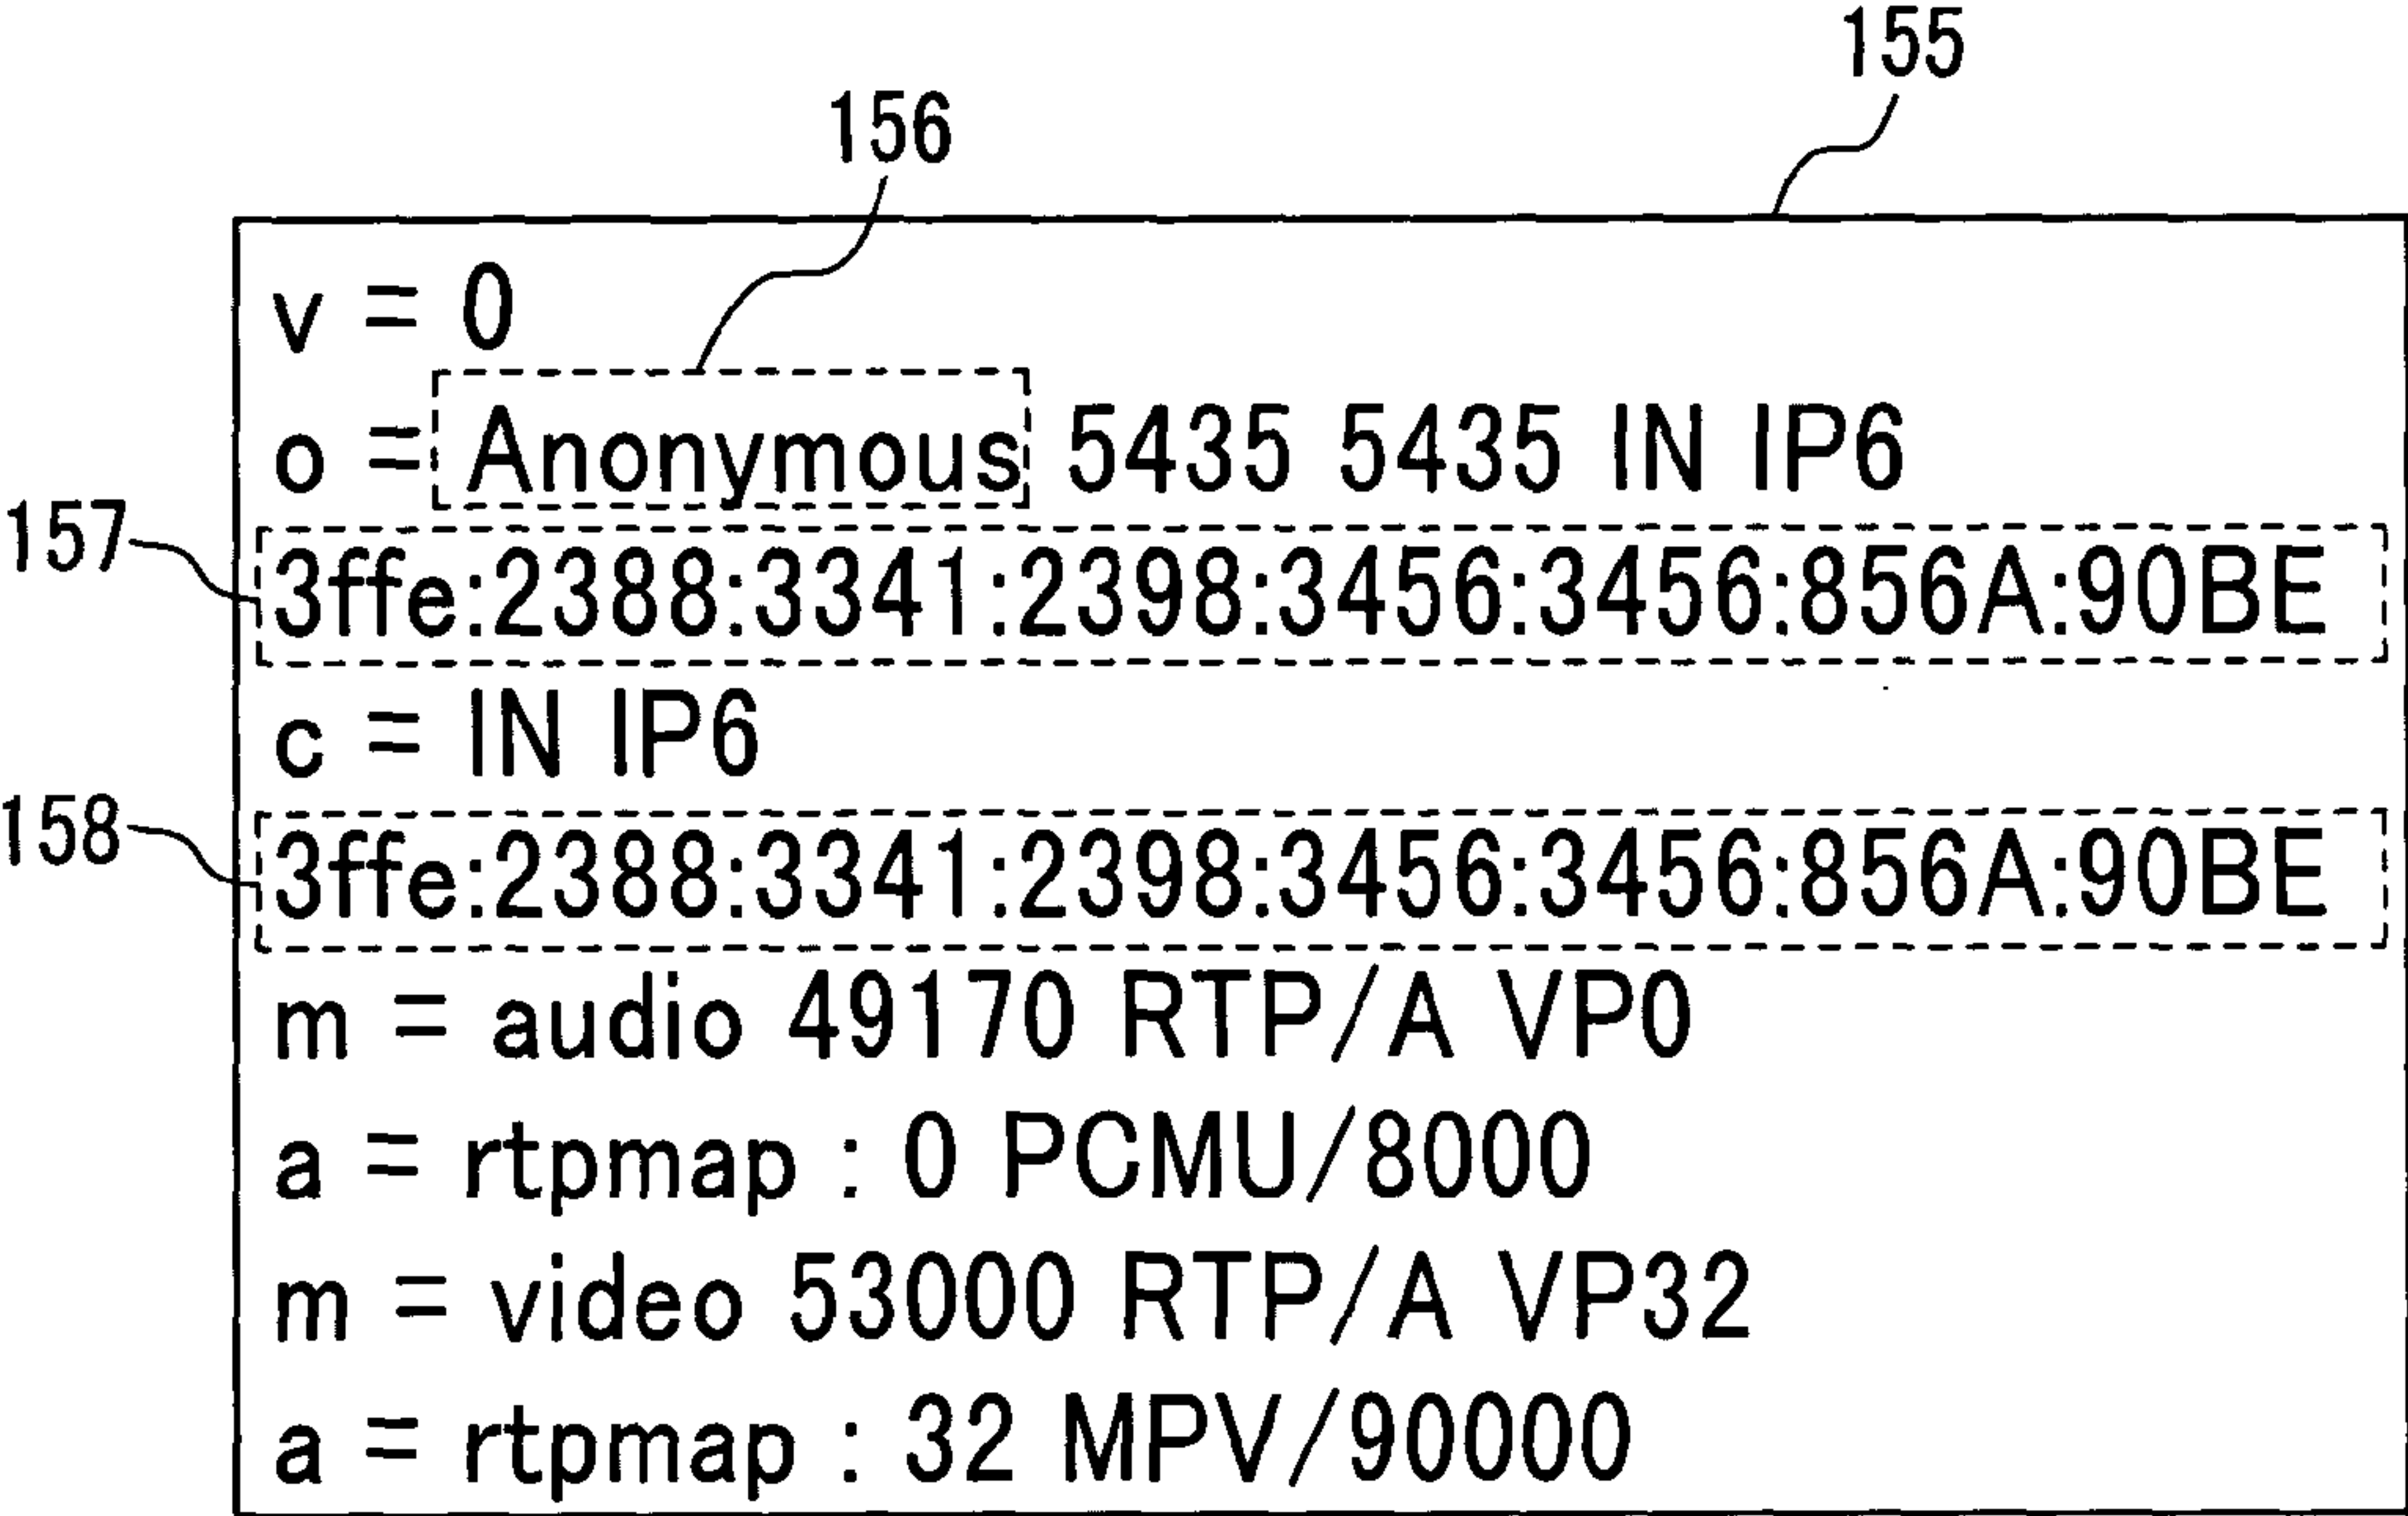 155
156
v = 0
o = Anonymous 5435 5435 IN IP6
157
3ffe:2388:3341:2398:3456:3456:856A:90BE
c = IN IP6
158
3ffe:2388:3341:2398:3456:3456:856A:90BE
m = audio 49170 RTP/A VP0
a = rtpmap : 0 PCMU/8000
m = video 53000 RTP/A VP32
a = rtpmap : 32 MPV/90000